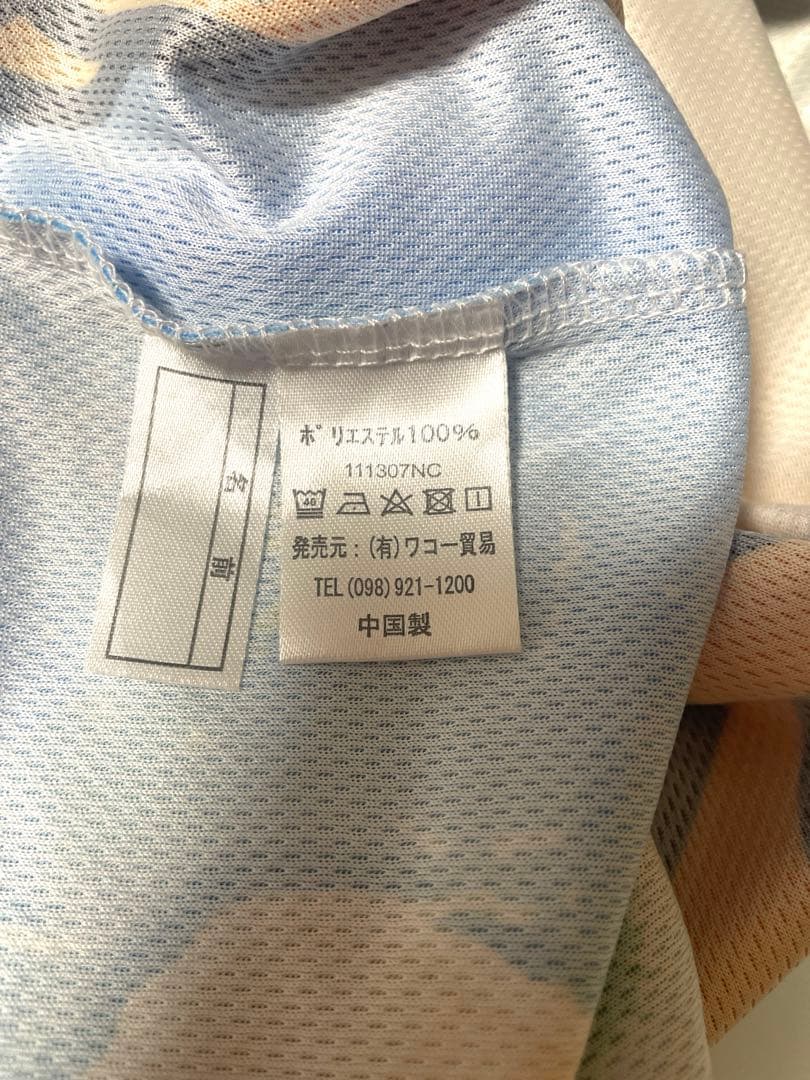 名前
ポリエステル100%
111307NC
40
発売元：(有)ワコー貿易
TEL(098)921-1200
中国製